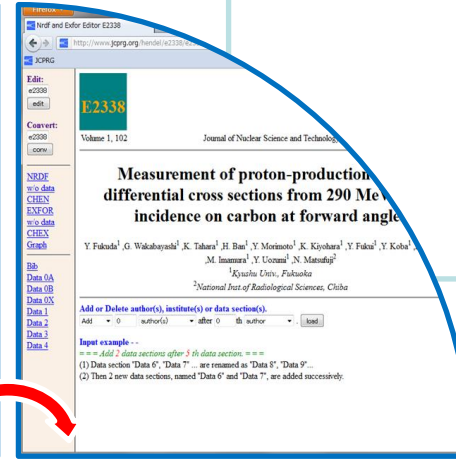 Firefox
Nrdf and Exfor Editor E2338
http://www.jcprg.org/hendel/e2338/e2
JCPRG
Edit:
e2338
edit
Convert:
e2338
conv
NRDF
w/o data
CHEN
EXFOR
w/o data
CHEX
Graph
Bib
Data 0A
Data 0B
Data 0X
Data 1
Data 2
Data 3
Data 4
E2338
Volume 1, 102 Journal of Nuclear Science and Technology
Measurement of proton-production
differential cross sections from 290 MeV
incidence on carbon at forward angle
Y. Fukuda1 ,G. Wakabayashi1 ,K. Tahara1 ,H. Ban1 ,Y. Morimoto1 ,K. Kiyohara1 ,Y. Fukui1 ,Y. Koba1 ,
,M. Imamura1 ,Y. Uozumi1 ,N. Matsufuji2
1Kyushu Univ., Fukuoka
2National Inst.of Radiological Sciences, Chiba
Add or Delete author(s), institute(s) or data section(s).
Add 0 author(s) after 0 th author . load
Input example - -
= = = Add 2 data sections after 5 th data section. = = =
(1) Data section "Data 6", "Data 7" ... are renamed as "Data 8", "Data 9"...
(2) Then 2 new data sections, named "Data 6" and "Data 7", are added successively.